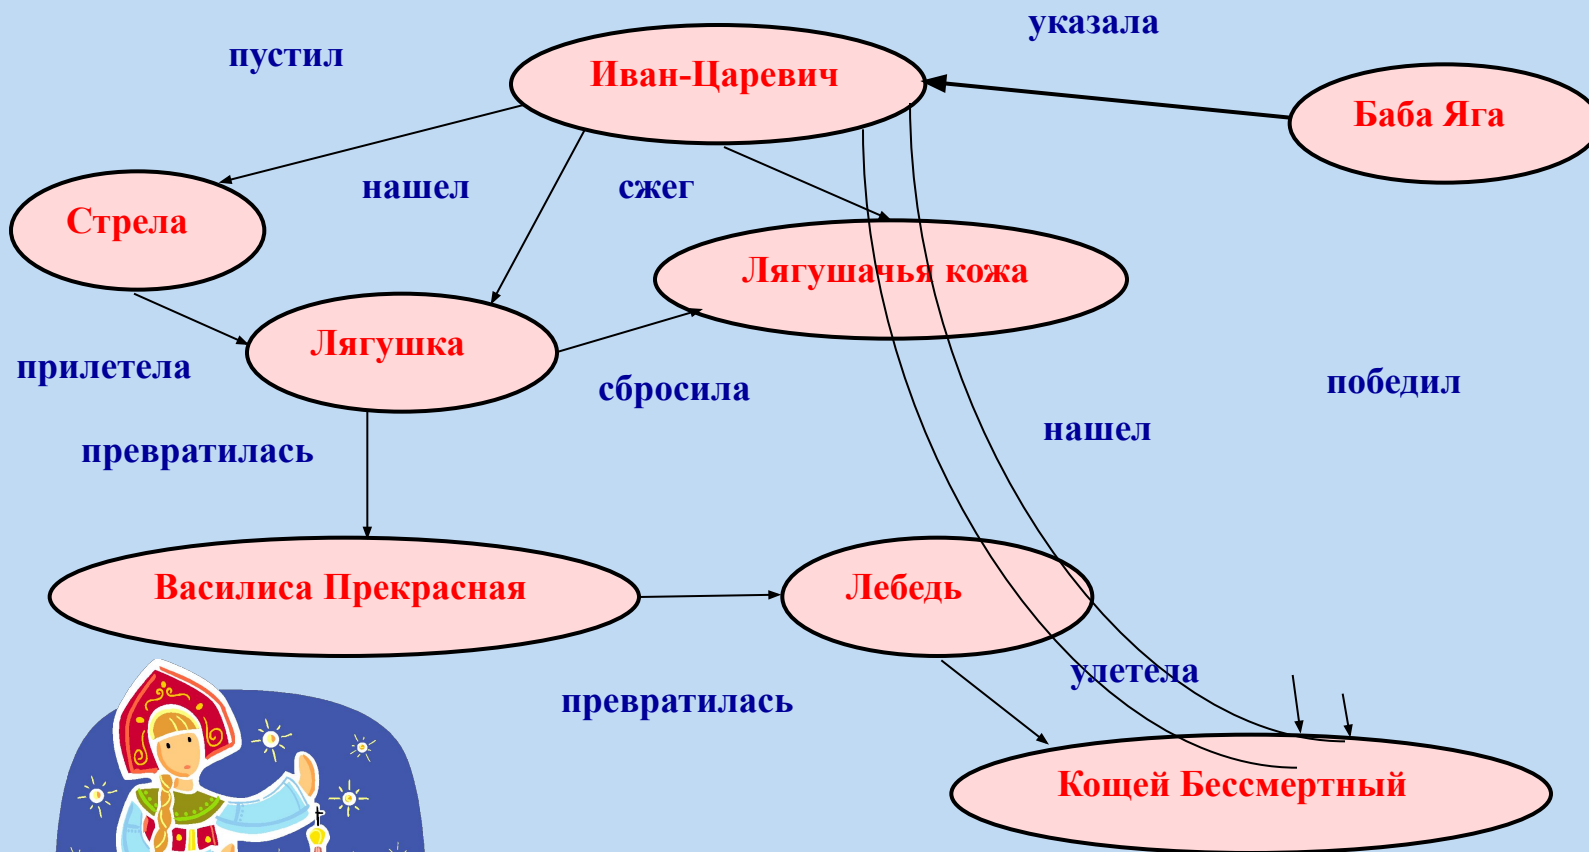 указала
пустил
Иван-Царевич
Баба Яга
нашел
сжег
Стрела
Лягушачья кожа
Лягушка
прилетела
сбросила
победил
нашел
превратилась
Василиса Прекрасная
Лебедь
улетела
превратилась
Кощей Бессмертный